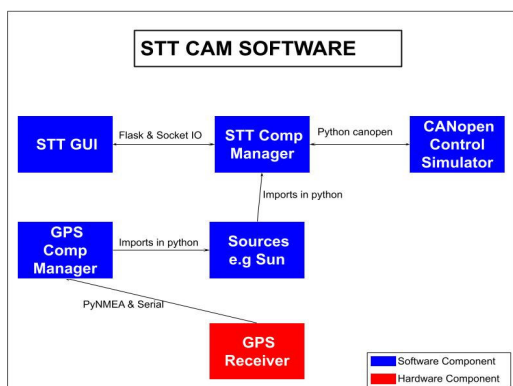 STT CAM SOFTWARE
STT GUI
Flask & Socket IO
STT Comp
Manager
Python canopen
CANopen
Control
Simulator
Imports in python
GPS
Comp
Manager
Imports in python
Sources
e.g Sun
PyNMEA & Serial
GPS
Receiver
Software Component
Hardware Component